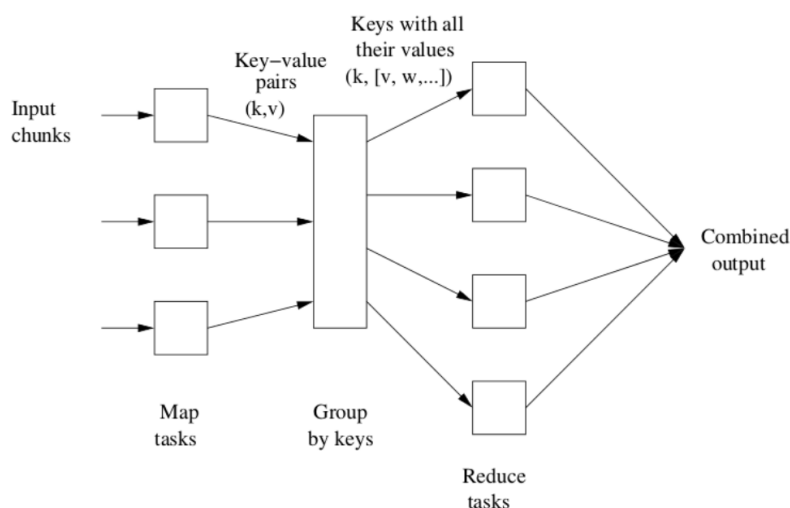 Input
chunks
Key−value
pairs
(k,v)
Keys with all
their values
(k, [v, w,...])
Combined
output
Map
tasks
Group
by keys
Reduce
tasks